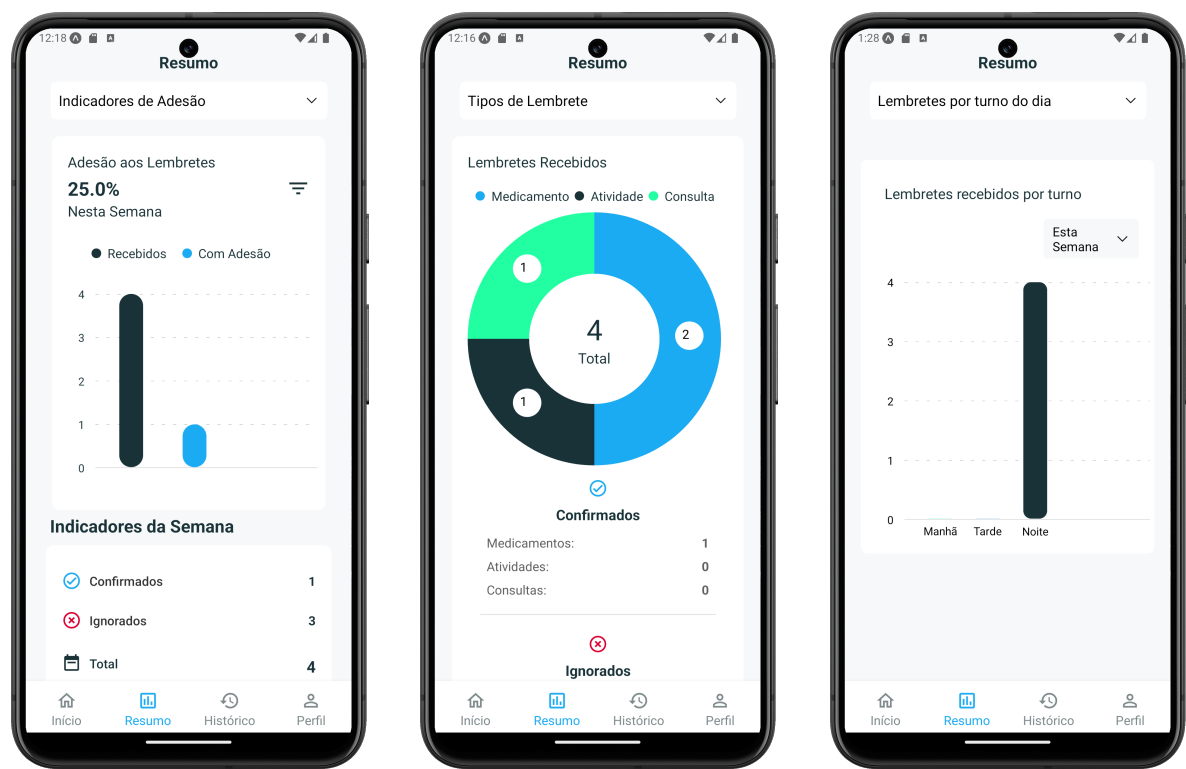 12:18
Resumo
Indicadores de Adesão
Adesão aos Lembretes
25.0%
Nesta Semana
Recebidos
Com Adesão
4
3
2
1
0
Indicadores da Semana
Confirmados 1
Ignorados 3
Total 4
Início Resumo Histórico Perfil
12:16
Resumo
Tipos de Lembrete
Lembretes Recebidos
Medicamento Atividade Consulta
1
2
4
Total
1
Confirmados
Medicamentos: 1
Atividades: 0
Consultas: 0
Ignorados
Início Resumo Histórico Perfil
1:28
Resumo
Lembretes por turno do dia
Lembretes recebidos por turno
Esta
Semana
4
3
2
1
0
Manhã Tarde Noite
Início Resumo Histórico Perfil